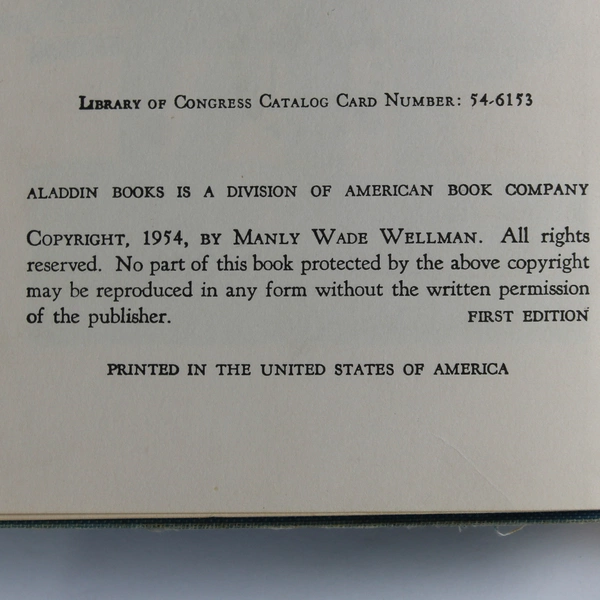 Library of Congress Catalog Card Number: 54-6153
ALADDIN BOOKS IS A DIVISION OF AMERICAN BOOK COMPANY
Copyright, 1954, by Manly Wade Wellman. All rights
reserved. No part of this book protected by the above copyright
may be reproduced in any form without the written permission
of the publisher. FIRST EDITION
PRINTED IN THE UNITED STATES OF AMERICA